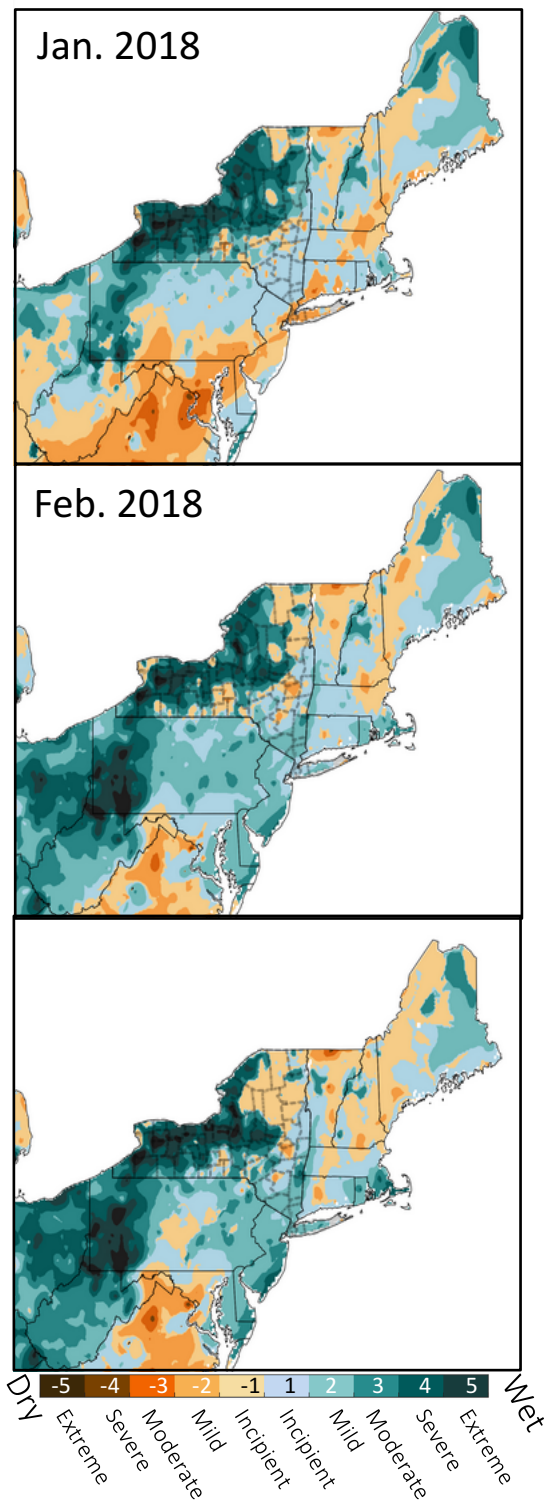 Jan. 2018
Feb. 2018
Dry -5 -4 -3 -2 -1 1 2 3 4 5 Wet
Extreme Severe Moderate Mild Incipient Incipient Mild Moderate Severe Extreme